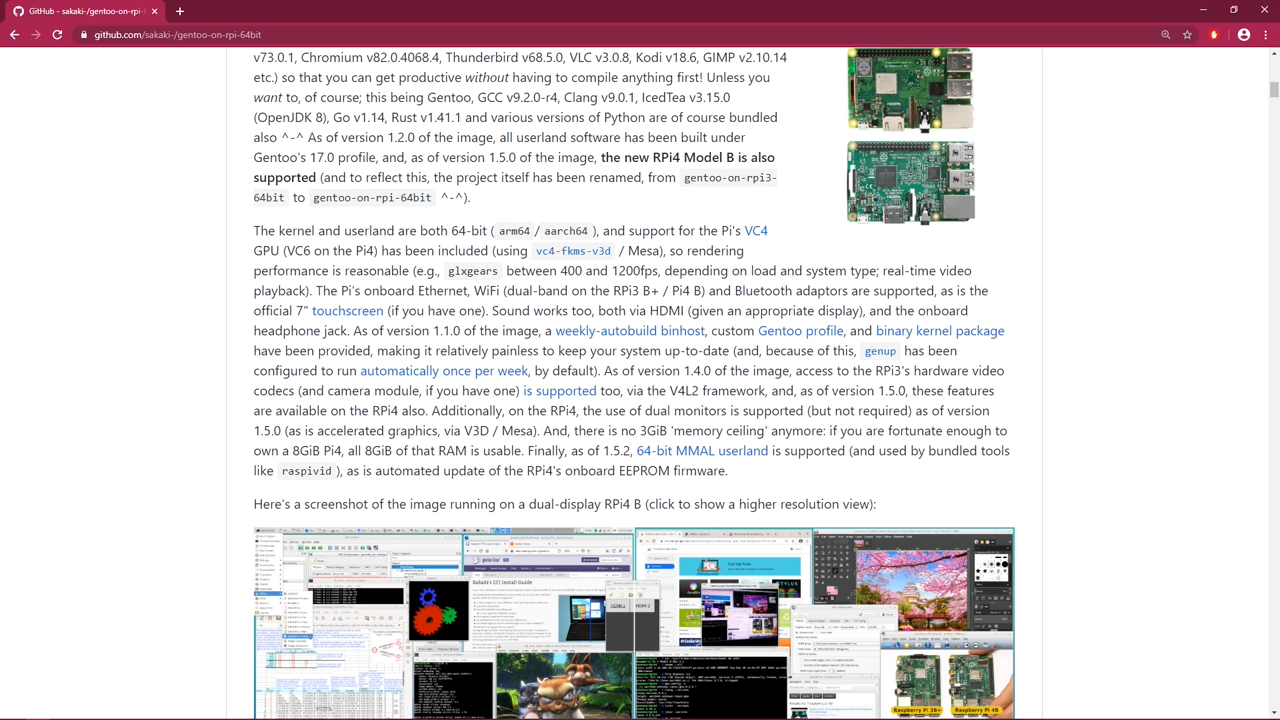 GitHub - sakaki-/gentoo-on-rpi-
github.com/sakaki-/gentoo-on-rpi-64bit
v73.0.1, Chromium v82.0.4068.4, Thunderbird v68.5.0, VLC v3.0.8, Kodi v18.6, GIMP v2.10.14
etc.) so that you can get productive without having to compile anything first! Unless you
want to, of course; this being Gentoo, GCC v9.2.0-r4, Clang v9.0.1, IcedTea v3.15.0
(OpenJDK 8), Go v1.14, Rust v1.41.1 and various versions of Python are of course bundled
also ^-^ As of version 1.2.0 of the image, all userland software has been built under
Gentoo's 17.0 profile, and, as of version 1.5.0 of the image, the new RPi4 Model B is also
supported (and to reflect this, the project itself has been renamed, from gentoo-on-rpi3-
64bit to gentoo-on-rpi-64bit ^-^).
The kernel and userland are both 64-bit ( arm64 / aarch64 ), and support for the Pi's VC4
GPU (VC6 on the Pi4) has been included (using vc4-fkms-v3d / Mesa), so rendering
performance is reasonable (e.g., glxgears between 400 and 1200fps, depending on load and system type; real-time video
playback). The Pi's onboard Ethernet, WiFi (dual-band on the RPi3 B+ / Pi4 B) and Bluetooth adaptors are supported, as is the
official 7" touchscreen (if you have one). Sound works too, both via HDMI (given an appropriate display), and the onboard
headphone jack. As of version 1.1.0 of the image, a weekly-autobuild binhost, custom Gentoo profile, and binary kernel package
have been provided, making it relatively painless to keep your system up-to-date (and, because of this, genup has been
configured to run automatically once per week, by default). As of version 1.4.0 of the image, access to the RPi3's hardware video
codecs (and camera module, if you have one) is supported too, via the V4L2 framework, and, as of version 1.5.0, these features
are available on the RPi4 also. Additionally, on the RPi4, the use of dual monitors is supported (but not required) as of version
1.5.0 (as is accelerated graphics, via V3D / Mesa). And, there is no 3GiB 'memory ceiling' anymore: if you are fortunate enough to
own a 8GiB Pi4, all 8GiB of that RAM is usable. Finally, as of 1.5.2, 64-bit MMAL userland is supported (and used by bundled tools
like raspivid ), as is automated update of the RPi4's onboard EEPROM firmware.
Here's a screenshot of the image running on a dual-display RPi4 B (click to show a higher resolution view):
Sakaki's EFI Install Guide
Raspberry Pi 3B+
Raspberry Pi 4B